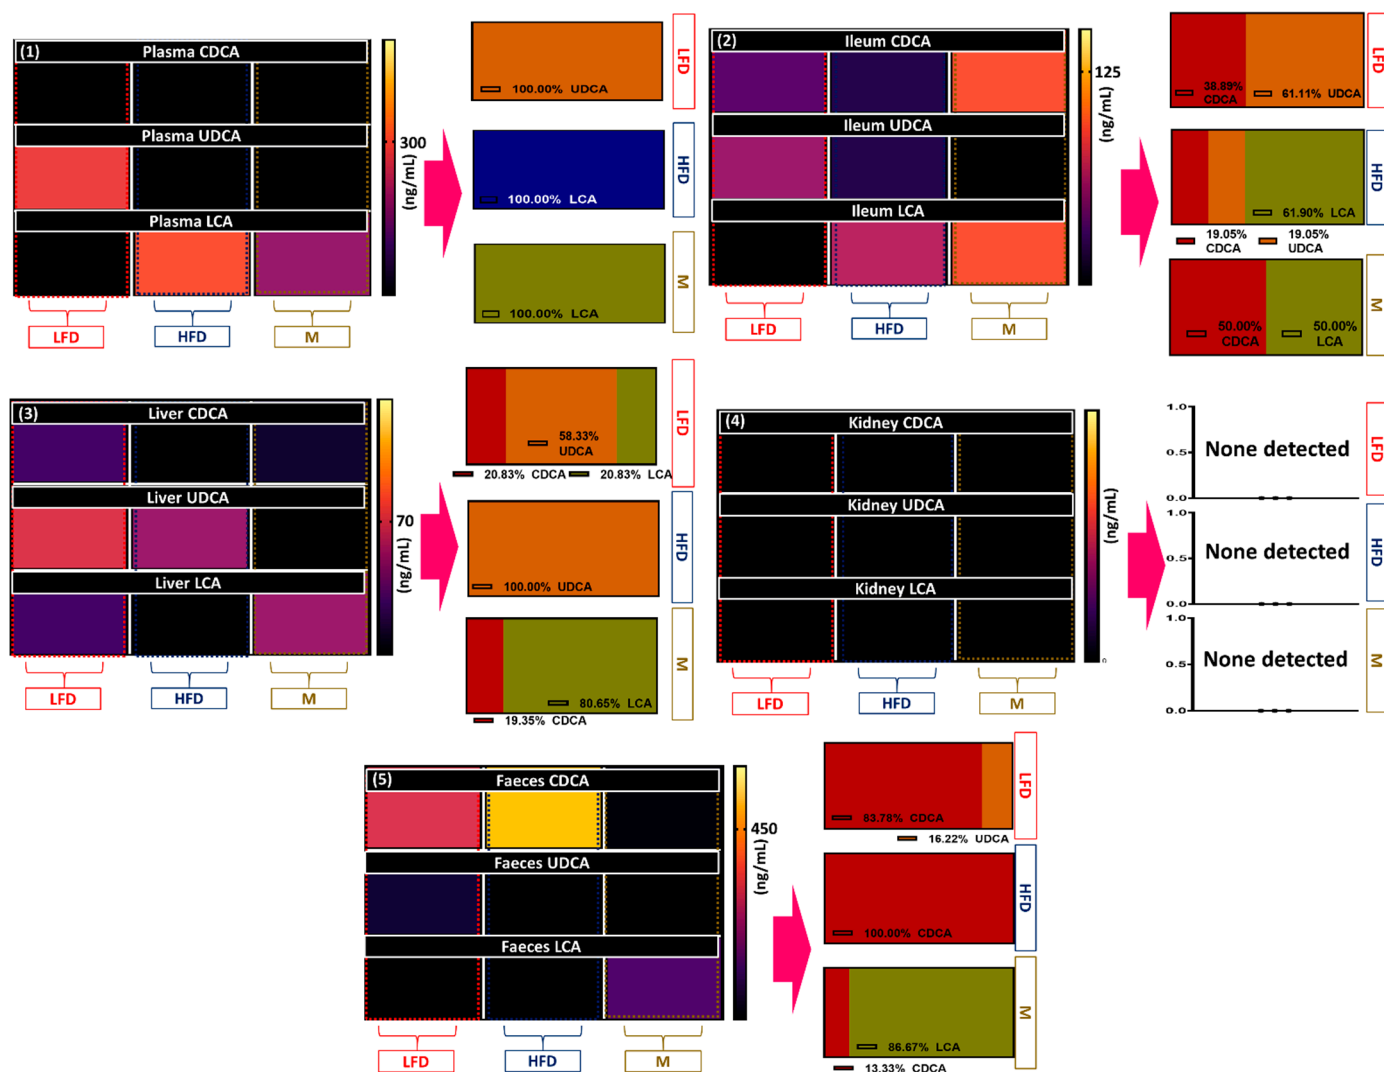 (1)
Plasma CDCA
Plasma UDCA
Plasma LCA
300
(ng/mL)
LFD
HFD
M
100.00% UDCA
LFD
100.00% LCA
HFD
100.00% LCA
M
(2)
Ileum CDCA
Ileum UDCA
Ileum LCA
125
(ng/mL)
LFD
HFD
M
38.89%
CDCA
61.11% UDCA
LFD
61.90% LCA
19.05%
CDCA
19.05%
UDCA
HFD
50.00%
CDCA
50.00%
LCA
M
(3)
Liver CDCA
Liver UDCA
Liver LCA
70
(ng/mL)
LFD
HFD
M
58.33%
UDCA
20.83% CDCA
20.83% LCA
LFD
100.00% UDCA
HFD
80.65% LCA
19.35% CDCA
M
(4)
Kidney CDCA
Kidney UDCA
Kidney LCA
(ng/mL)
0
LFD
HFD
M
1.0
0.5
0.0
None detected
LFD
1.0
0.5
0.0
None detected
HFD
1.0
0.5
0.0
None detected
M
(5)
Faeces CDCA
Faeces UDCA
Faeces LCA
450
(ng/mL)
LFD
HFD
M
83.78% CDCA
16.22% UDCA
LFD
100.00% CDCA
HFD
86.67% LCA
13.33% CDCA
M